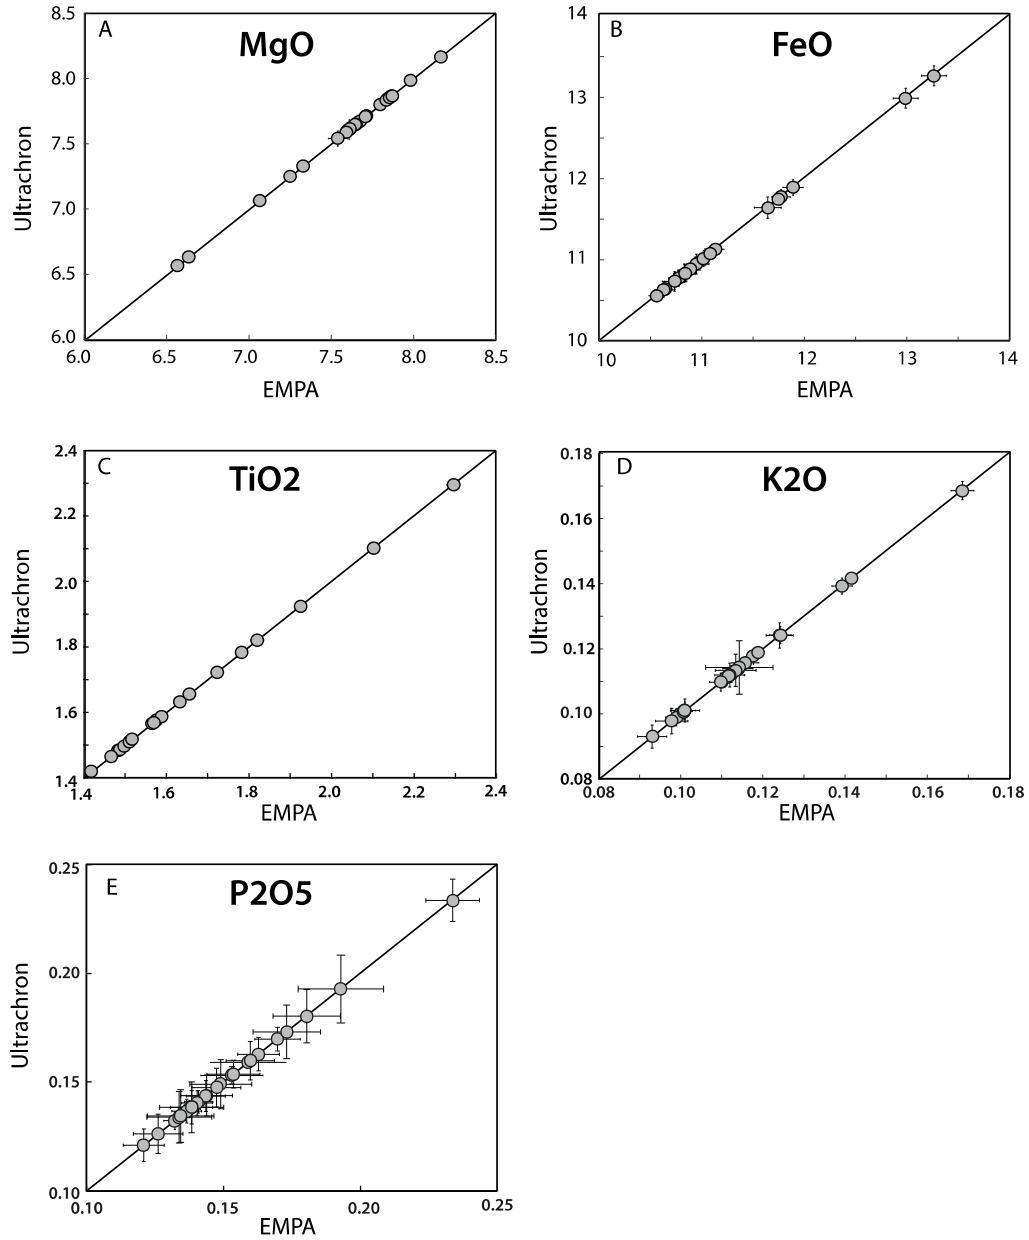 A
MgO
8.5
8.0
7.5
7.0
6.5
6.0
Ultrachron
6.0 6.5 7.0 7.5 8.0 8.5
EMPA
B
FeO
14
13
12
11
10
Ultrachron
10 11 12 13 14
EMPA
C
TiO2
2.4
2.2
2.0
1.8
1.6
1.4
Ultrachron
1.4 1.6 1.8 2.0 2.2 2.4
EMPA
D
K2O
0.18
0.16
0.14
0.12
0.10
0.08
Ultrachron
0.08 0.10 0.12 0.14 0.16 0.18
EMPA
E
P2O5
0.25
0.20
0.15
0.10
Ultrachron
0.10 0.15 0.20 0.25
EMPA